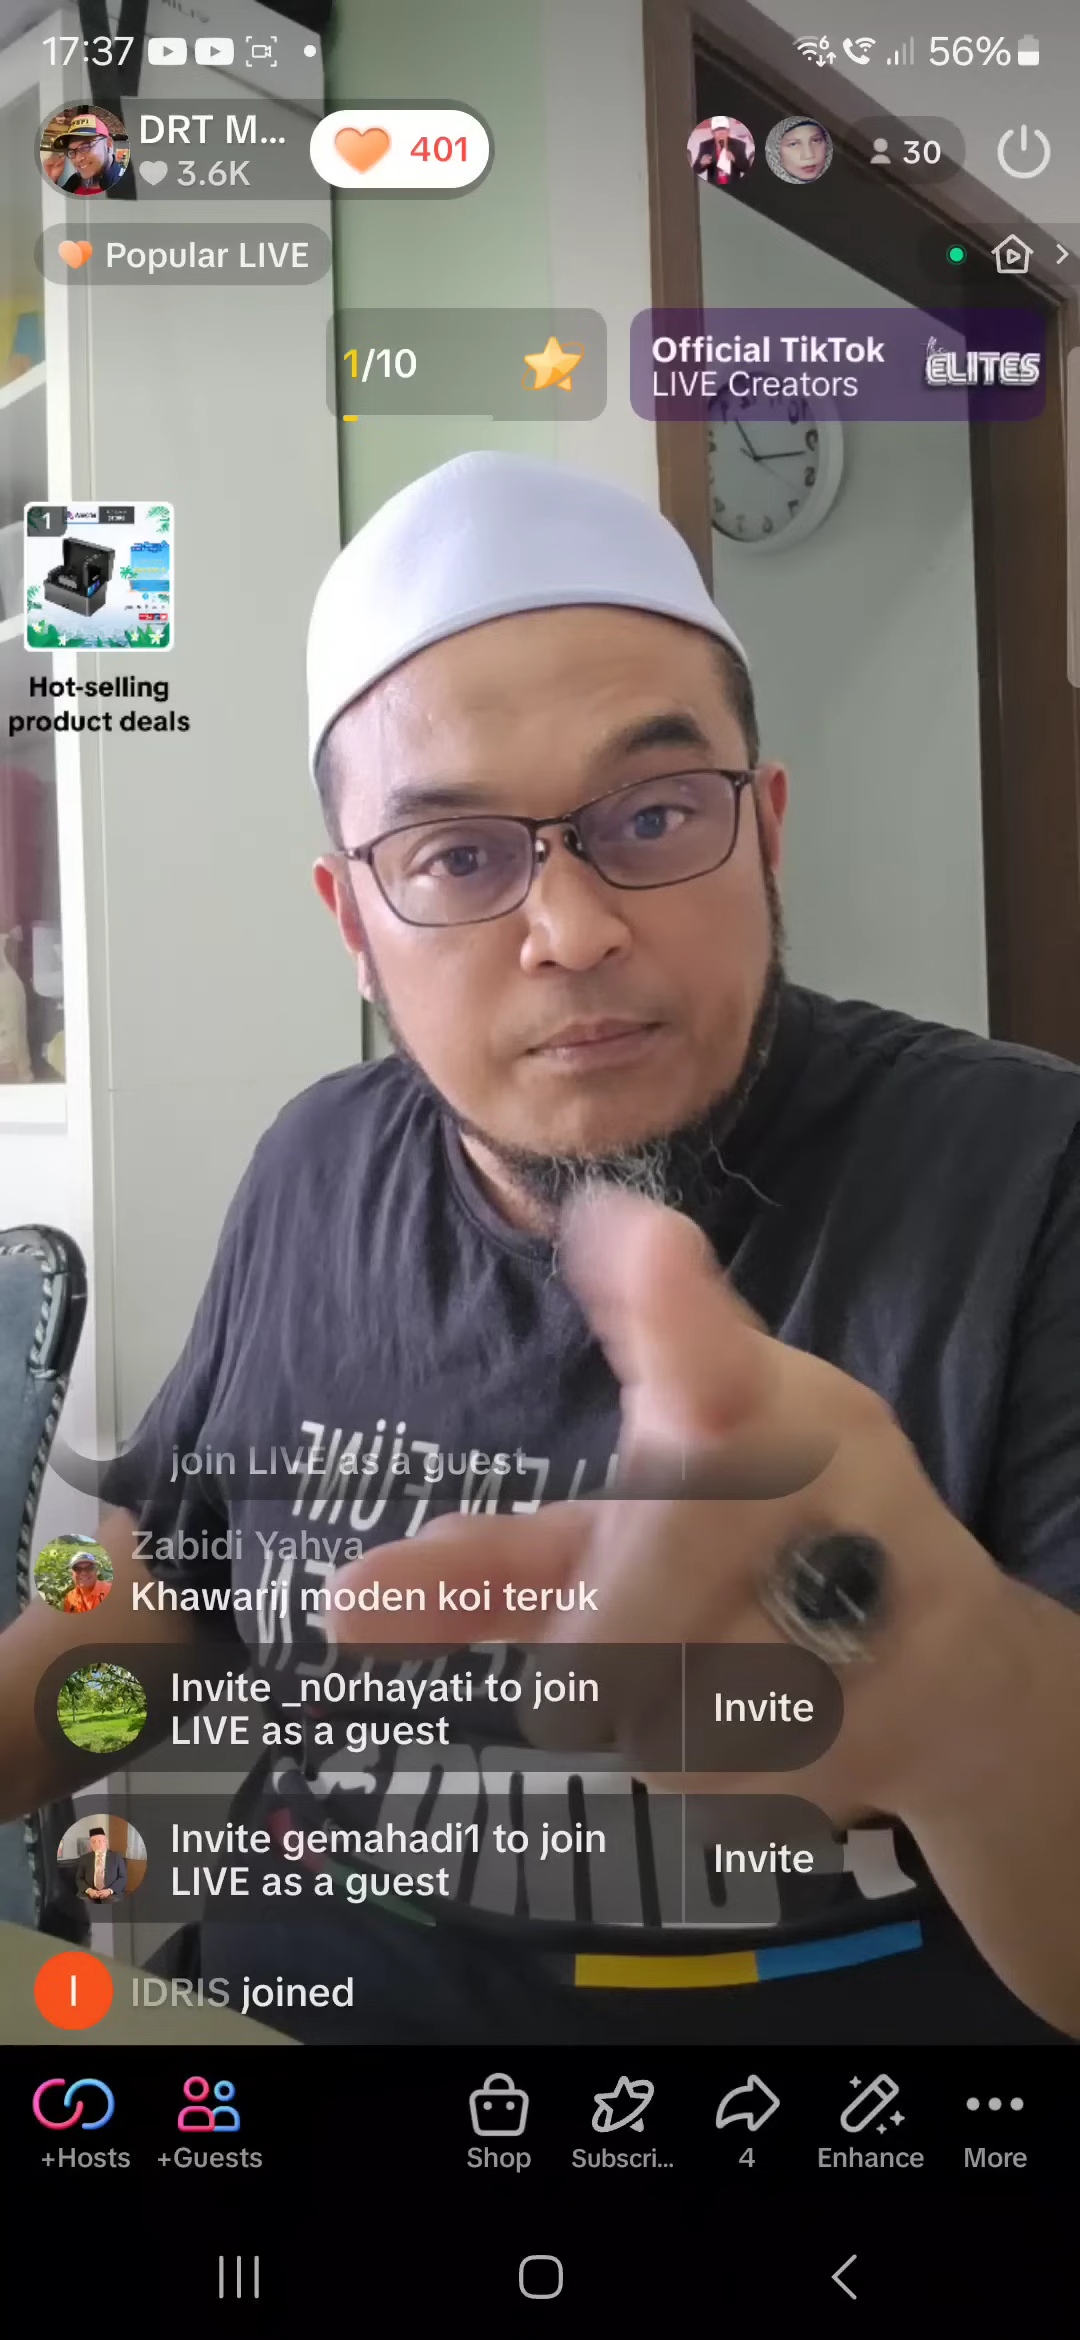 17:37
56%
DRT M...
3.6K
401
30
Popular LIVE
1/10
Official TikTok
LIVE Creators
ELITES
1
Hot-selling
product deals
join LIVE as a guest
Zabidi Yahya
Khawarij moden koi teruk
Invite _n0rhayati to join
LIVE as a guest
Invite
Invite gemahadi1 to join
LIVE as a guest
Invite
I
IDRIS joined
+Hosts
+Guests
Shop
Subscri...
4
Enhance
More